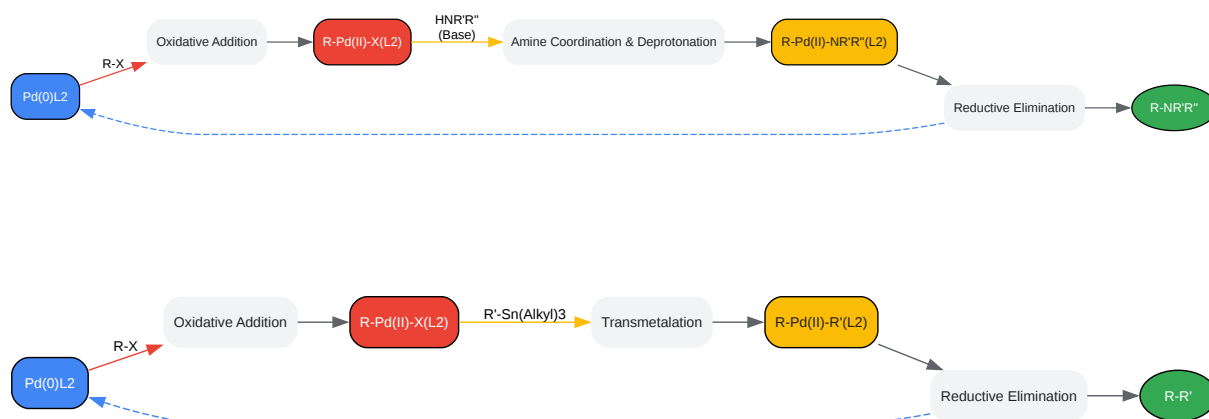 HNR'R"
(Base)
Oxidative Addition
R-Pd(II)-X(L2)
Amine Coordination & Deprotonation
R-Pd(II)-NR'R"(L2)
R-X
Pd(0)L2
Reductive Elimination
R-NR'R"
Oxidative Addition
R-Pd(II)-X(L2)
R'-Sn(Alkyl)3
Transmetalation
R-Pd(II)-R'(L2)
R-X
Pd(0)L2
Reductive Elimination
R-R'